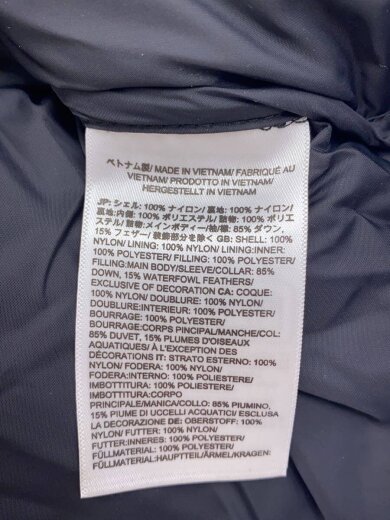 ベトナム製/ MADE IN VIETNAM/ FABRIQUÉ AU
VIETNAM/ PRODOTTO IN VIETNAM/
HERGESTELLT IN VIETNAM
JP: シェル: 100% ナイロン/ 裏地: 100% ナイロン/
裏地:内側: 100% ポリエステル/ 詰物: 100% ポリエ
ステル/ 詰物:メインボディー/袖/襟: 85% ダウン,
15% フェザー/ 装飾部分を除く GB: SHELL: 100%
NYLON/ LINING: 100% NYLON/ LINING:INNER:
100% POLYESTER/ FILLING: 100% POLYESTER/
FILLING:MAIN BODY/SLEEVE/COLLAR: 85%
DOWN, 15% WATERFOWL FEATHERS/
EXCLUSIVE OF DECORATION CA: COQUE:
100% NYLON/ DOUBLURE: 100% NYLON/
DOUBLURE:INTERIEUR: 100% POLYESTER/
BOURRAGE: 100% POLYESTER/
BOURRAGE:CORPS PINCIPAL/MANCHE/COL:
85% DUVET, 15% PLUMES D'OISEAUX
AQUATIQUES/ À L'EXCEPTION DES
DÉCORATIONS IT: STRATO ESTERNO: 100%
NYLON/ FODERA: 100% NYLON/
FODERA:INTERNO: 100% POLIESTERE/
IMBOTTITURA: 100% POLIESTERE/
IMBOTTITURA:CORPO
PRINCIPALE/MANICA/COLLO: 85% PIUMINO,
15% PIUME DI UCCELLI ACQUATICI/ ESCLUSA
LA DECORAZIONE DE: OBERSTOFF: 100%
NYLON/ FUTTER: 100% NYLON/
FUTTER:INNERES: 100% POLYESTER/
FÜLLMATERIAL: 100% POLYESTER/
FÜLLMATERIAL:HAUPTTEIL/ÄRMEL/KRAGEN: